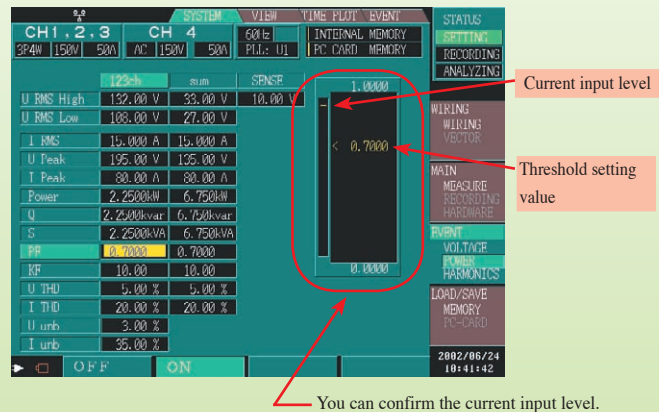 SYSTEM VIEW TIME PLOT EVENT
CH1,2,3 CH 4
3P4W 150V 50A AC 150V 50A
60Hz
PLL: U1
INTERNAL MEMORY
PC CARD MEMORY
STATUS
SETTING
RECORDING
ANALYZING
123ch sum SENSE
U RMS High 132.00 V 33.00 V 10.00 V
U RMS Low 108.00 V 27.00 V
I RMS 15.000 A 15.000 A
U Peak 195.00 V 135.00 V
I Peak 80.00 A 80.00 A
Power 2.2500kW 6.750kW
Q 2.2500kvar 6.750kvar
S 2.2500kVA 6.750kVA
PF 0.7000 0.7000
KF 10.00 10.00
U THD 5.00 % 5.00 %
I THD 20.00 % 20.00 %
U unb 3.00 %
I unb 35.00 %
1.0000
< 0.7000
0.0000
WIRING
WIRING
VECTOR
MAIN
MEASURE
RECORDING
HARDWARE
EVENT
VOLTAGE
POWER
HARMONICS
LOAD/SAVE
MEMORY
PC-CARD
OFF ON
2002/06/24
10:41:42
Current input level
Threshold setting
value
You can confirm the current input level.